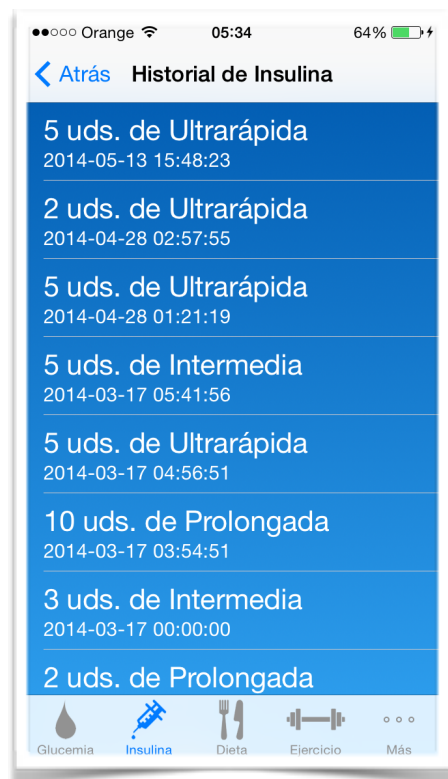 Orange 05:34 64%
Atrás Historial de Insulina
5 uds. de Ultrarápida
2014-05-13 15:48:23
2 uds. de Ultrarápida
2014-04-28 02:57:55
5 uds. de Ultrarápida
2014-04-28 01:21:19
5 uds. de Intermedia
2014-03-17 05:41:56
5 uds. de Ultrarápida
2014-03-17 04:56:51
10 uds. de Prolongada
2014-03-17 03:54:51
3 uds. de Intermedia
2014-03-17 00:00:00
2 uds. de Prolongada
Glucemia Insulina Dieta Ejercicio Más